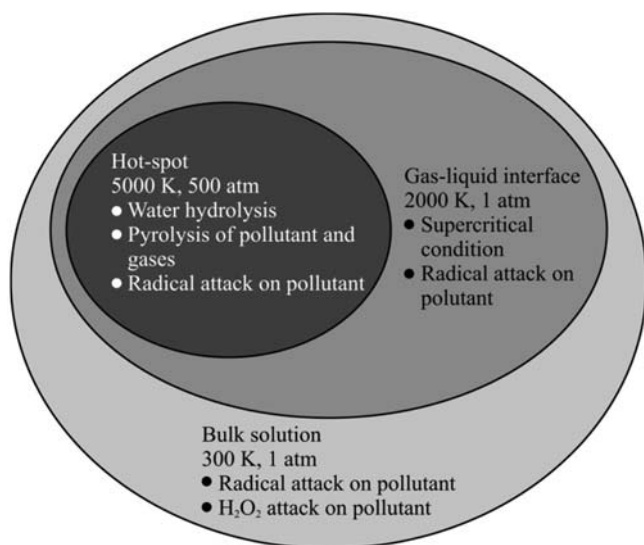 Hot-spot
5000 K, 500 atm
● Water hydrolysis
● Pyrolysis of pollutant and
gases
● Radical attack on pollutant
Gas-liquid interface
2000 K, 1 atm
● Supercritical
condition
● Radical attack on
polutant
Bulk solution
300 K, 1 atm
● Radical attack on pollutant
● H₂O₂ attack on pollutant